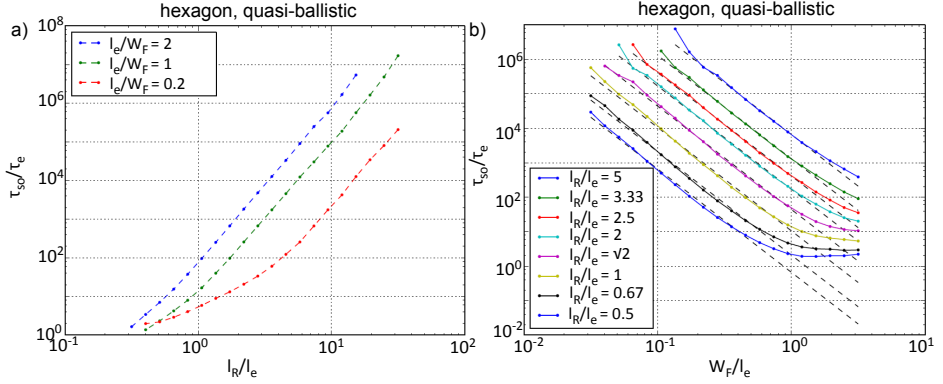 hexagon, quasi-ballistic
a)
10^8
10^6
10^4
10^2
10^0
τ_so/τ_e
l_e/W_F = 2
l_e/W_F = 1
l_e/W_F = 0.2
10^-1
10^0
10^1
10^2
l_R/l_e
hexagon, quasi-ballistic
b)
10^6
10^4
10^2
10^0
10^-2
τ_so/τ_e
l_R/l_e = 5
l_R/l_e = 3.33
l_R/l_e = 2.5
l_R/l_e = 2
l_R/l_e = √2
l_R/l_e = 1
l_R/l_e = 0.67
l_R/l_e = 0.5
10^-2
10^-1
10^0
10^1
W_F/l_e